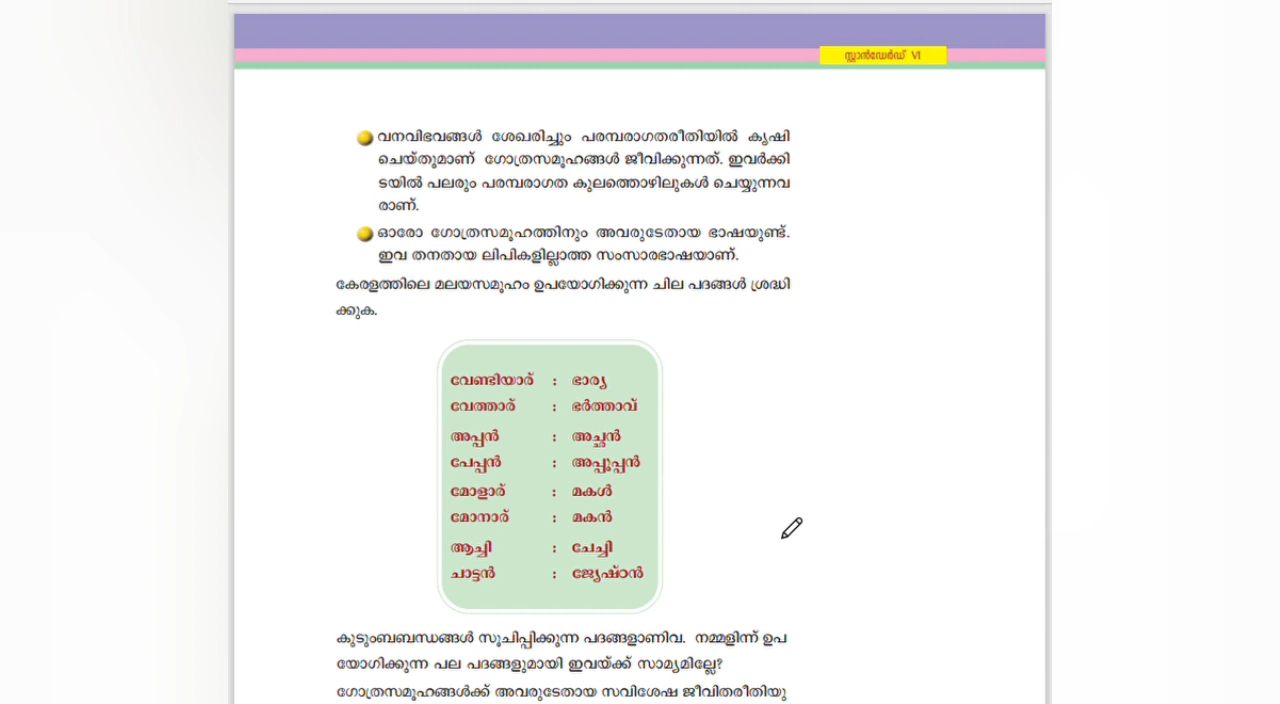 സ്റ്റാൻഡേർഡ് VI
വനവിഭവങ്ങൾ ശേഖരിച്ചും പരമ്പരാഗതരീതിയിൽ കൃഷി
ചെയ്തുമാണ് ഗോത്രസമൂഹങ്ങൾ ജീവിക്കുന്നത്. ഇവർക്കി
ടയിൽ പലരും പരമ്പരാഗത കുലത്തൊഴിലുകൾ ചെയ്യുന്നവ
രാണ്.
ഓരോ ഗോത്രസമൂഹത്തിനും അവരുടേതായ ഭാഷയുണ്ട്.
ഇവ തനതായ ലിപികളില്ലാത്ത സംസാരഭാഷയാണ്.
കേരളത്തിലെ മലയസമൂഹം ഉപയോഗിക്കുന്ന ചില പദങ്ങൾ ശ്രദ്ധി
ക്കുക.
വേണ്ടിയാര് : ഭാര്യ
വേത്താര് : ഭർത്താവ്
അപ്പൻ : അച്ഛൻ
പേപ്പൻ : അപ്പൂപ്പൻ
മോളാര് : മകൾ
മോനാര് : മകൻ
ആച്ചി : ചേച്ചി
ചാട്ടൻ : ജ്യേഷ്ഠൻ
കുടുംബബന്ധങ്ങൾ സൂചിപ്പിക്കുന്ന പദങ്ങളാണിവ. നമ്മളിന്ന് ഉപ
യോഗിക്കുന്ന പല പദങ്ങളുമായി ഇവയ്ക്ക് സാമ്യമില്ലേ?
ഗോത്രസമൂഹങ്ങൾക്ക് അവരുടേതായ സവിശേഷ ജീവിതരീതിയു